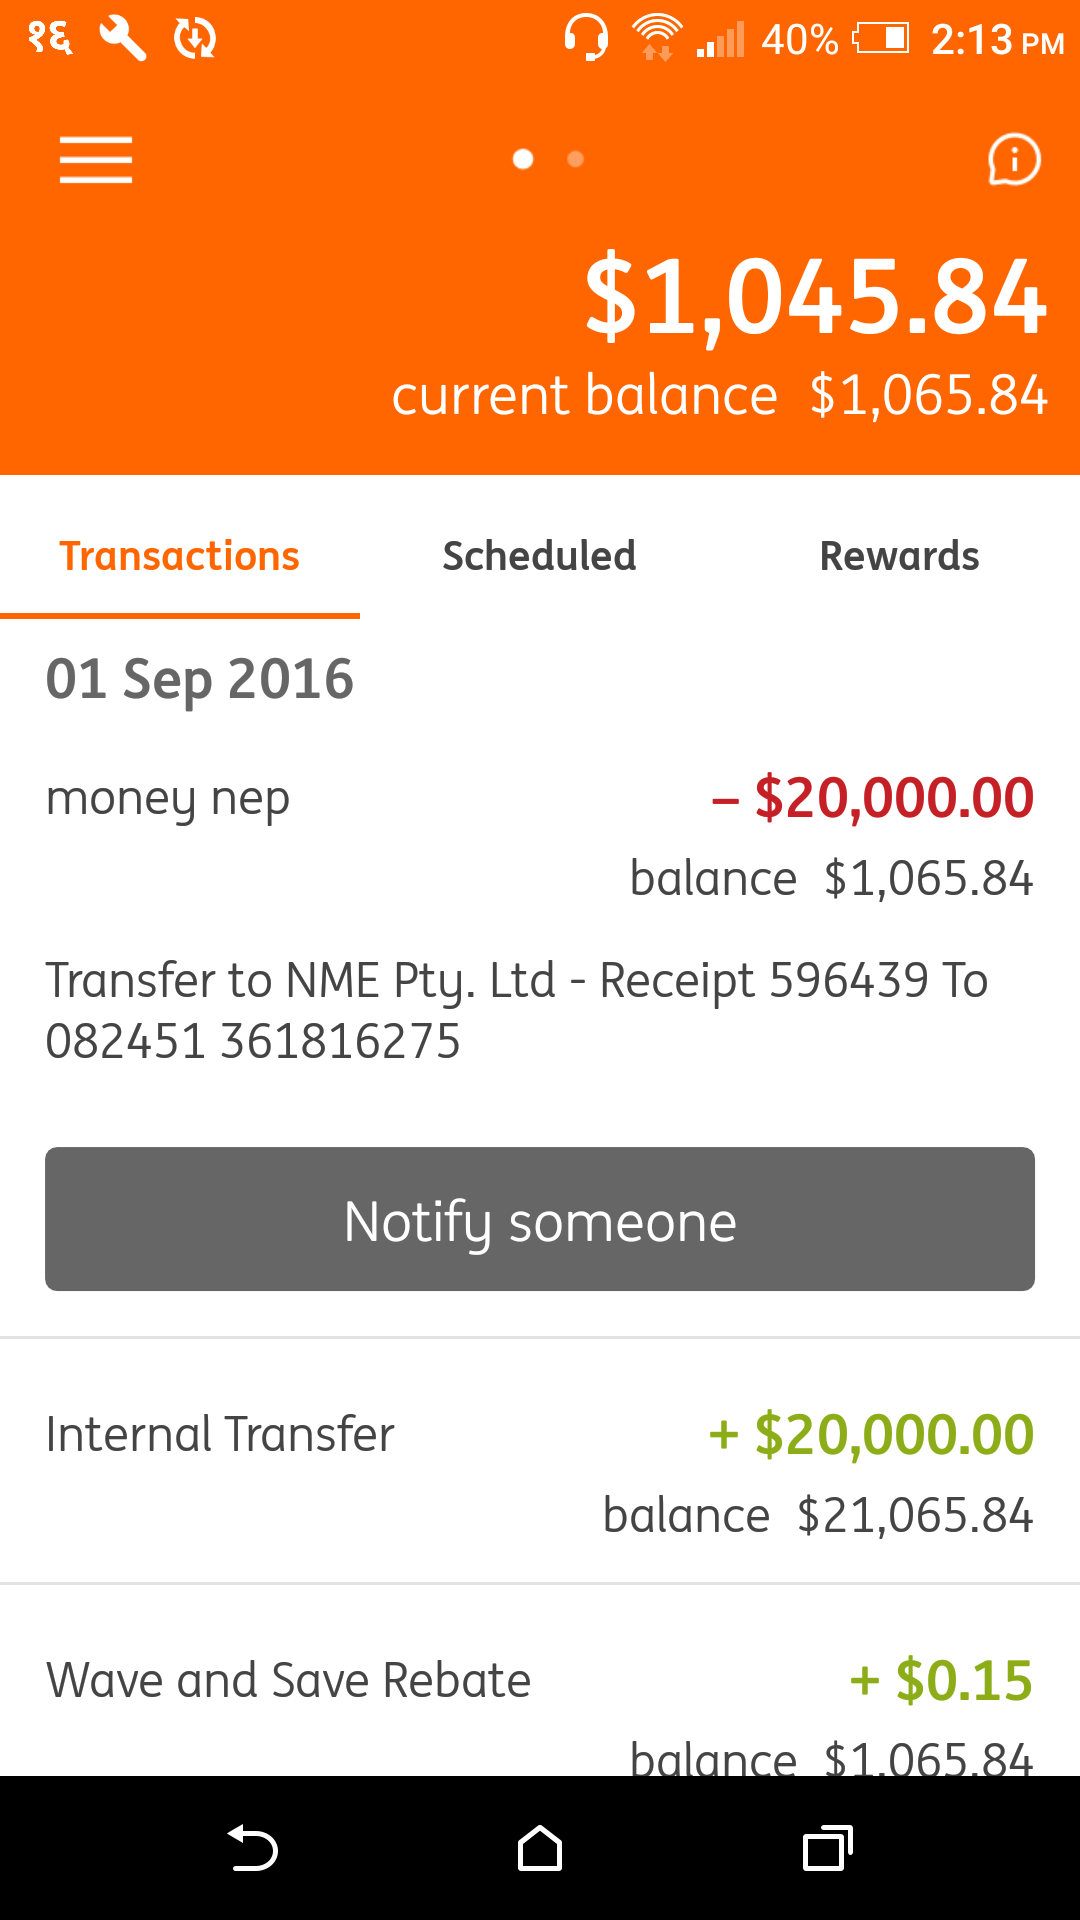 १६ 40% 2:13 PM
$1,045.84
current balance $1,065.84
Transactions Scheduled Rewards
01 Sep 2016
money nep – $20,000.00
balance $1,065.84
Transfer to NME Pty. Ltd - Receipt 596439 To
082451 361816275
Notify someone
Internal Transfer + $20,000.00
balance $21,065.84
Wave and Save Rebate + $0.15
balance $1,065.84